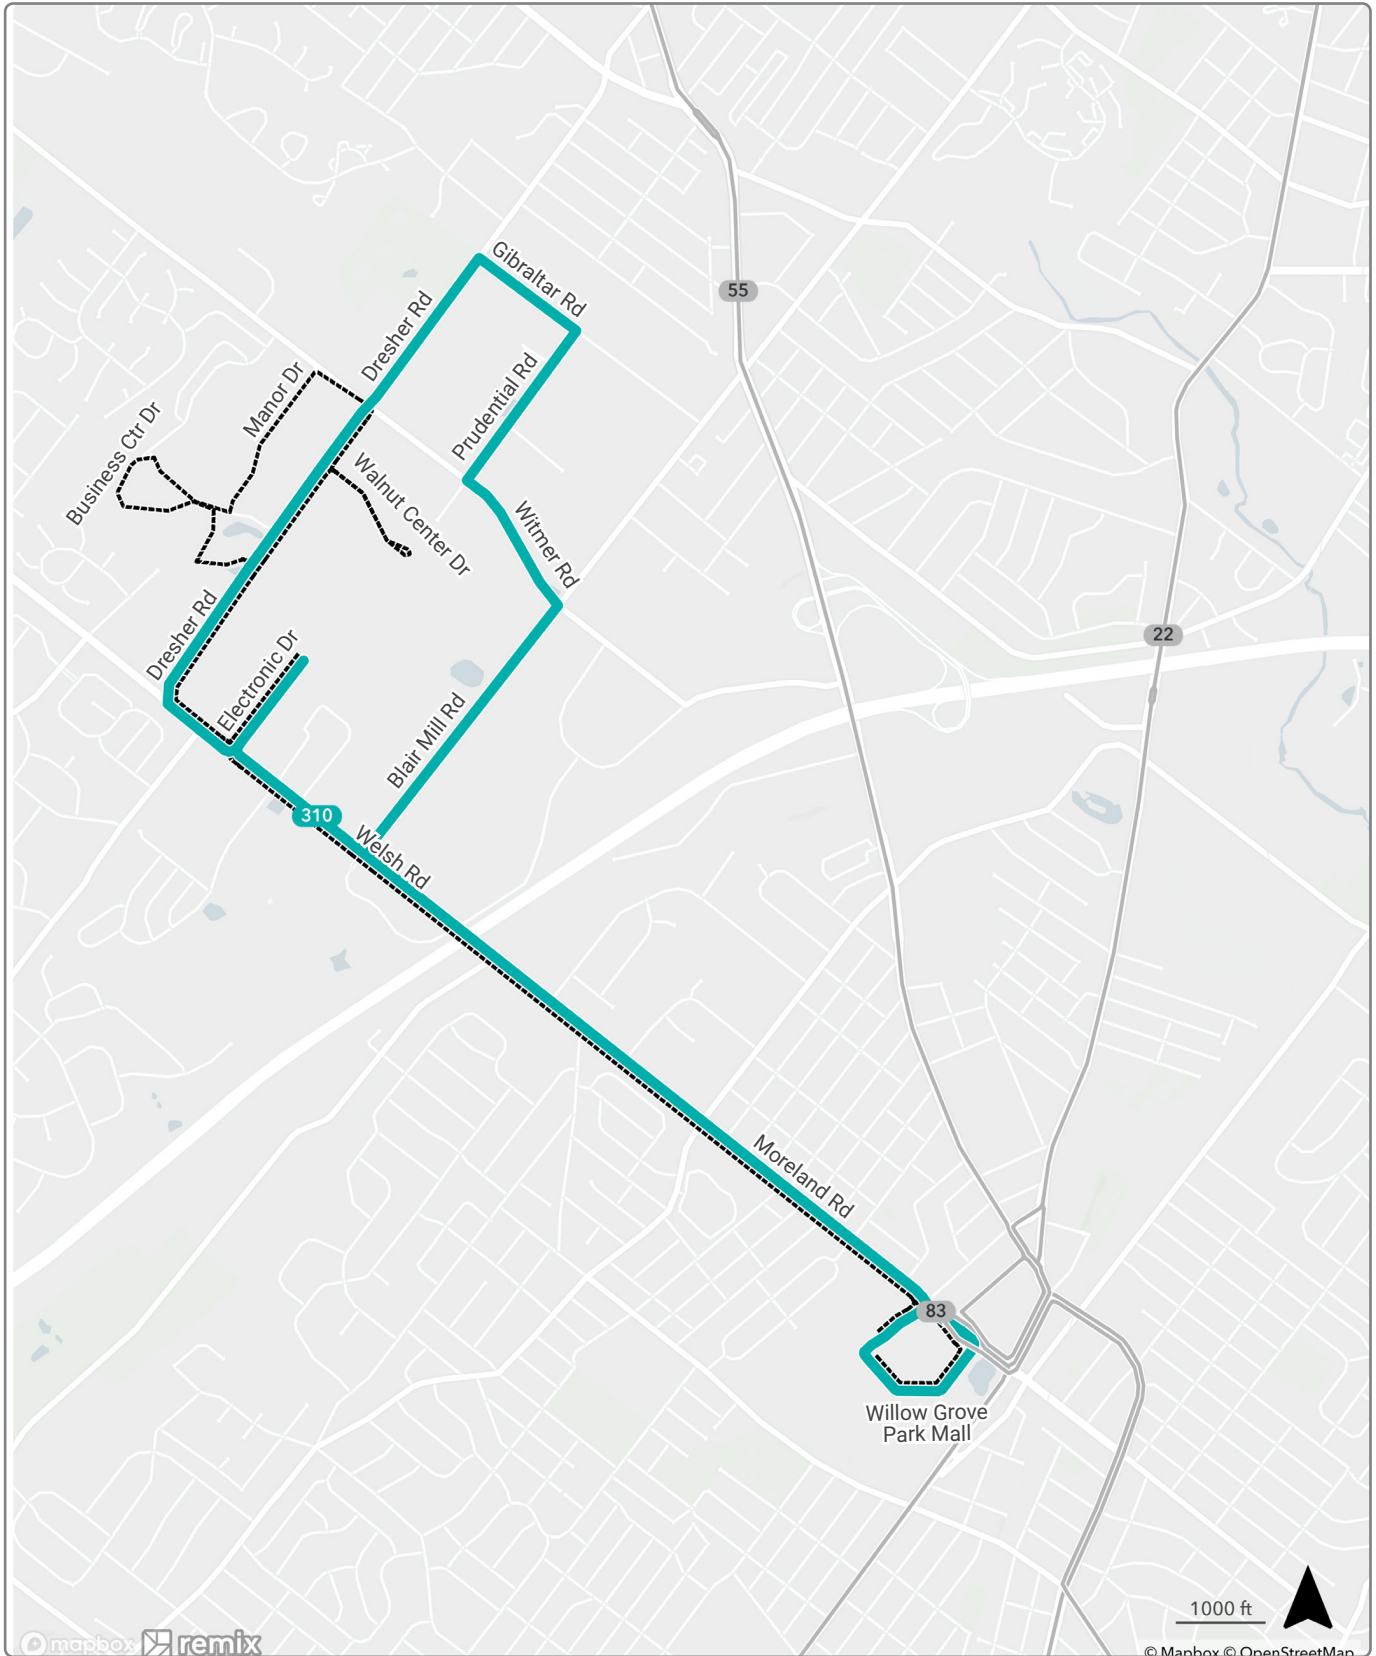 Gibraltar Rd
55
Dresher Rd
Prudential Rd
Manor Dr
Business Ctr Dr
Walnut Center Dr
Witmer Rd
Dresher Rd
Electronic Dr
22
Blair Mill Rd
310
Welsh Rd
Moreland Rd
83
Willow Grove
Park Mall
1000 ft
mapbox remix
© Mapbox © OpenStreetMap